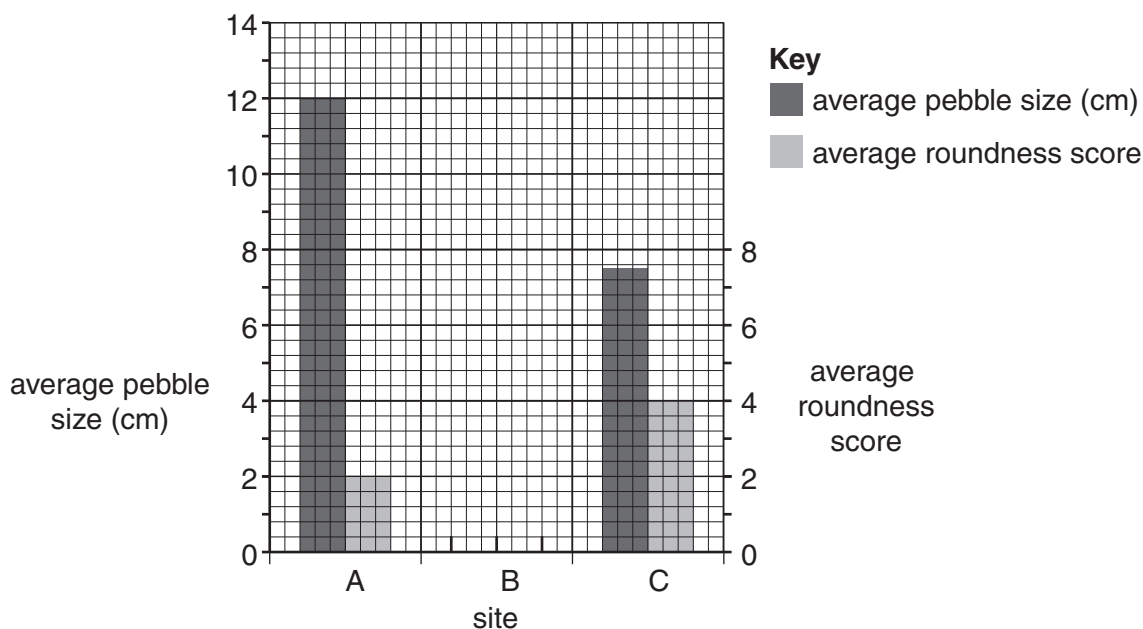 14
12
10
8
6
4
2
0
average pebble
size (cm)
A
B
C
site
8
6
4
2
0
average
roundness
score
Key
average pebble size (cm)
average roundness score